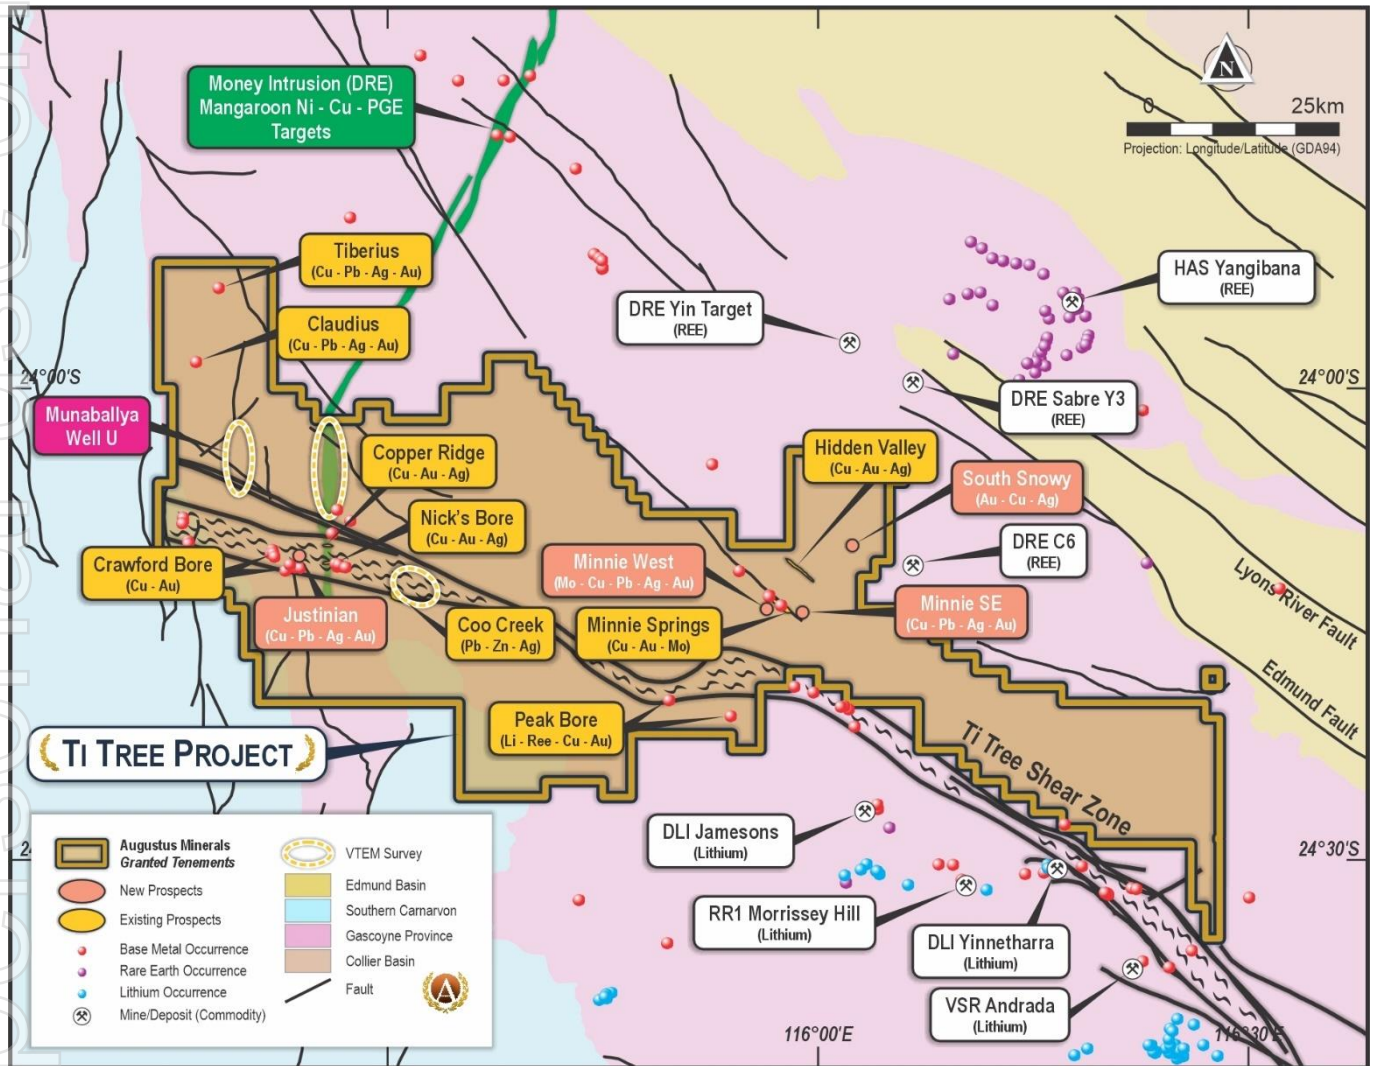 Money Intrusion (DRE)
Mangaroon Ni - Cu - PGE
Targets
N
0 25km
Projection: Longitude/Latitude (GDA94)
Tiberius
(Cu - Pb - Ag - Au)
HAS Yangibana
(REE)
DRE Yin Target
(REE)
Claudius
(Cu - Pb - Ag - Au)
24°00'S
24°00'S
DRE Sabre Y3
(REE)
Munaballya
Well U
Copper Ridge
(Cu - Au - Ag)
Hidden Valley
(Cu - Au - Ag)
South Snowy
(Au - Cu - Ag)
Nick's Bore
(Cu - Au - Ag)
DRE C6
(REE)
Crawford Bore
(Cu - Au)
Minnie West
(Mo - Cu - Pb - Ag - Au)
Lyons River Fault
Justinian
(Cu - Pb - Ag - Au)
Coo Creek
(Pb - Zn - Ag)
Minnie Springs
(Cu - Au - Mo)
Minnie SE
(Cu - Pb - Ag - Au)
Edmund Fault
Peak Bore
(Li - Ree - Cu - Au)
TI TREE PROJECT
Ti Tree Shear Zone
DLI Jamesons
(Lithium)
24°30'S
RR1 Morrissey Hill
(Lithium)
DLI Yinnetharra
(Lithium)
VSR Andrada
(Lithium)
116°00'E
116°30'E
Augustus Minerals
Granted Tenements
New Prospects
Existing Prospects
Base Metal Occurrence
Rare Earth Occurrence
Lithium Occurrence
Mine/Deposit (Commodity)
VTEM Survey
Edmund Basin
Southern Carnarvon
Gascoyne Province
Collier Basin
Fault
A